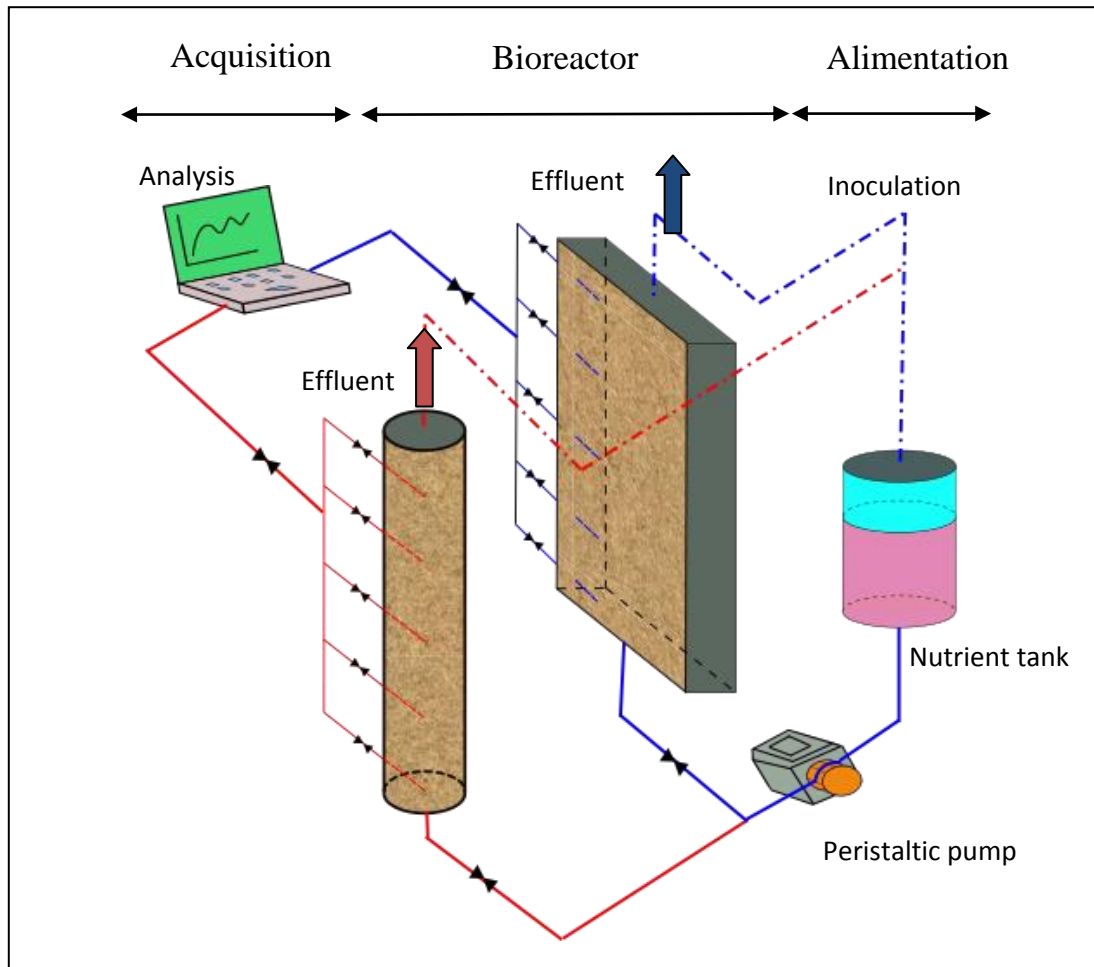 Acquisition
Bioreactor
Alimentation
Analysis
Effluent
Inoculation
Effluent
Nutrient tank
Peristaltic pump